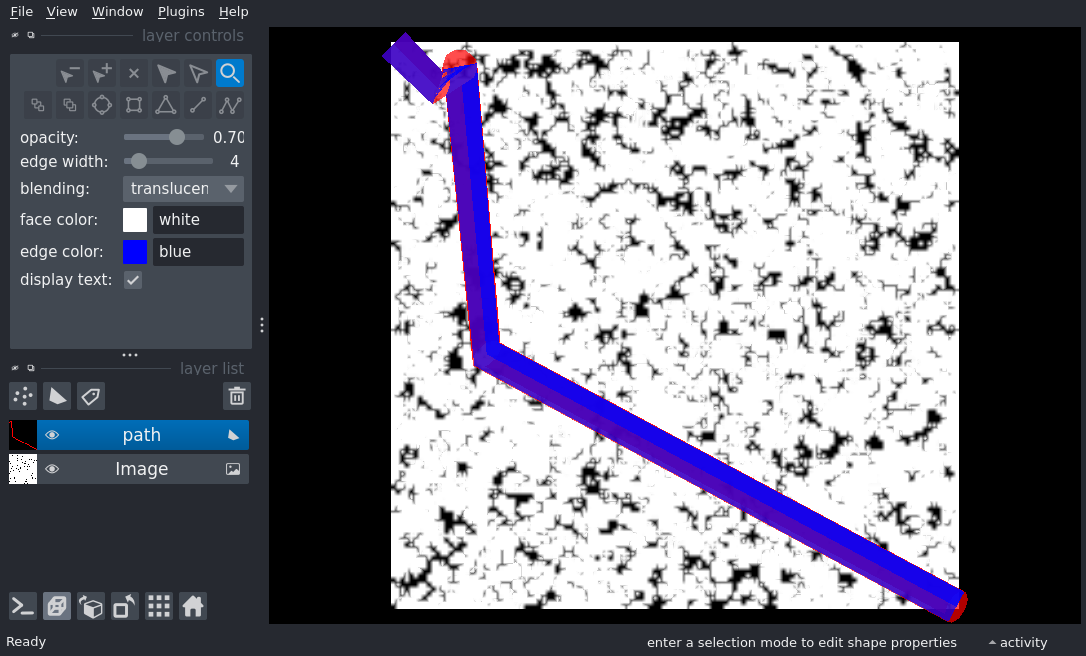 File View Window Plugins Help
layer controls
opacity: 0.70
edge width: 4
blending: translucen
face color: white
edge color: blue
display text:
layer list
path
Image
Ready enter a selection mode to edit shape properties activity